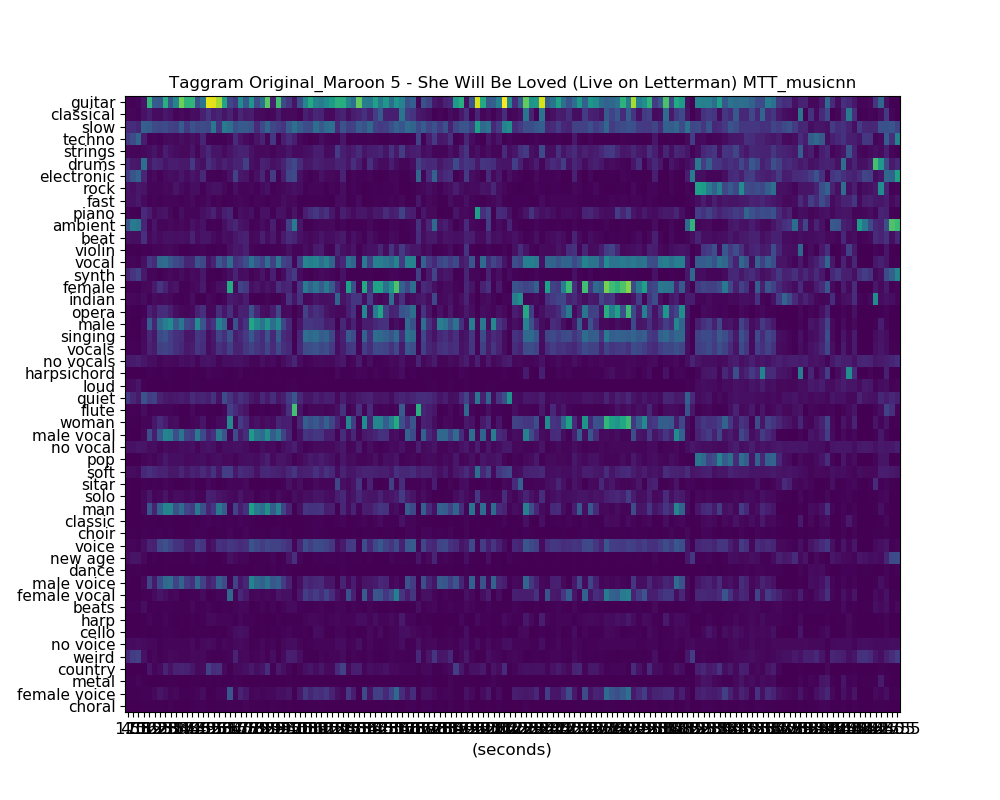 Taggram Original_Maroon 5 - She Will Be Loved (Live on Letterman) MTT_musicnn
guitar
classical
slow
techno
strings
drums
electronic
rock
fast
piano
ambient
beat
violin
vocal
synth
female
indian
opera
male
singing
vocals
no vocals
harpsichord
loud
quiet
flute
woman
male vocal
no vocal
pop
soft
sitar
solo
man
classic
choir
voice
new age
dance
male voice
female vocal
beats
harp
cello
no voice
weird
country
metal
female voice
choral
(seconds)